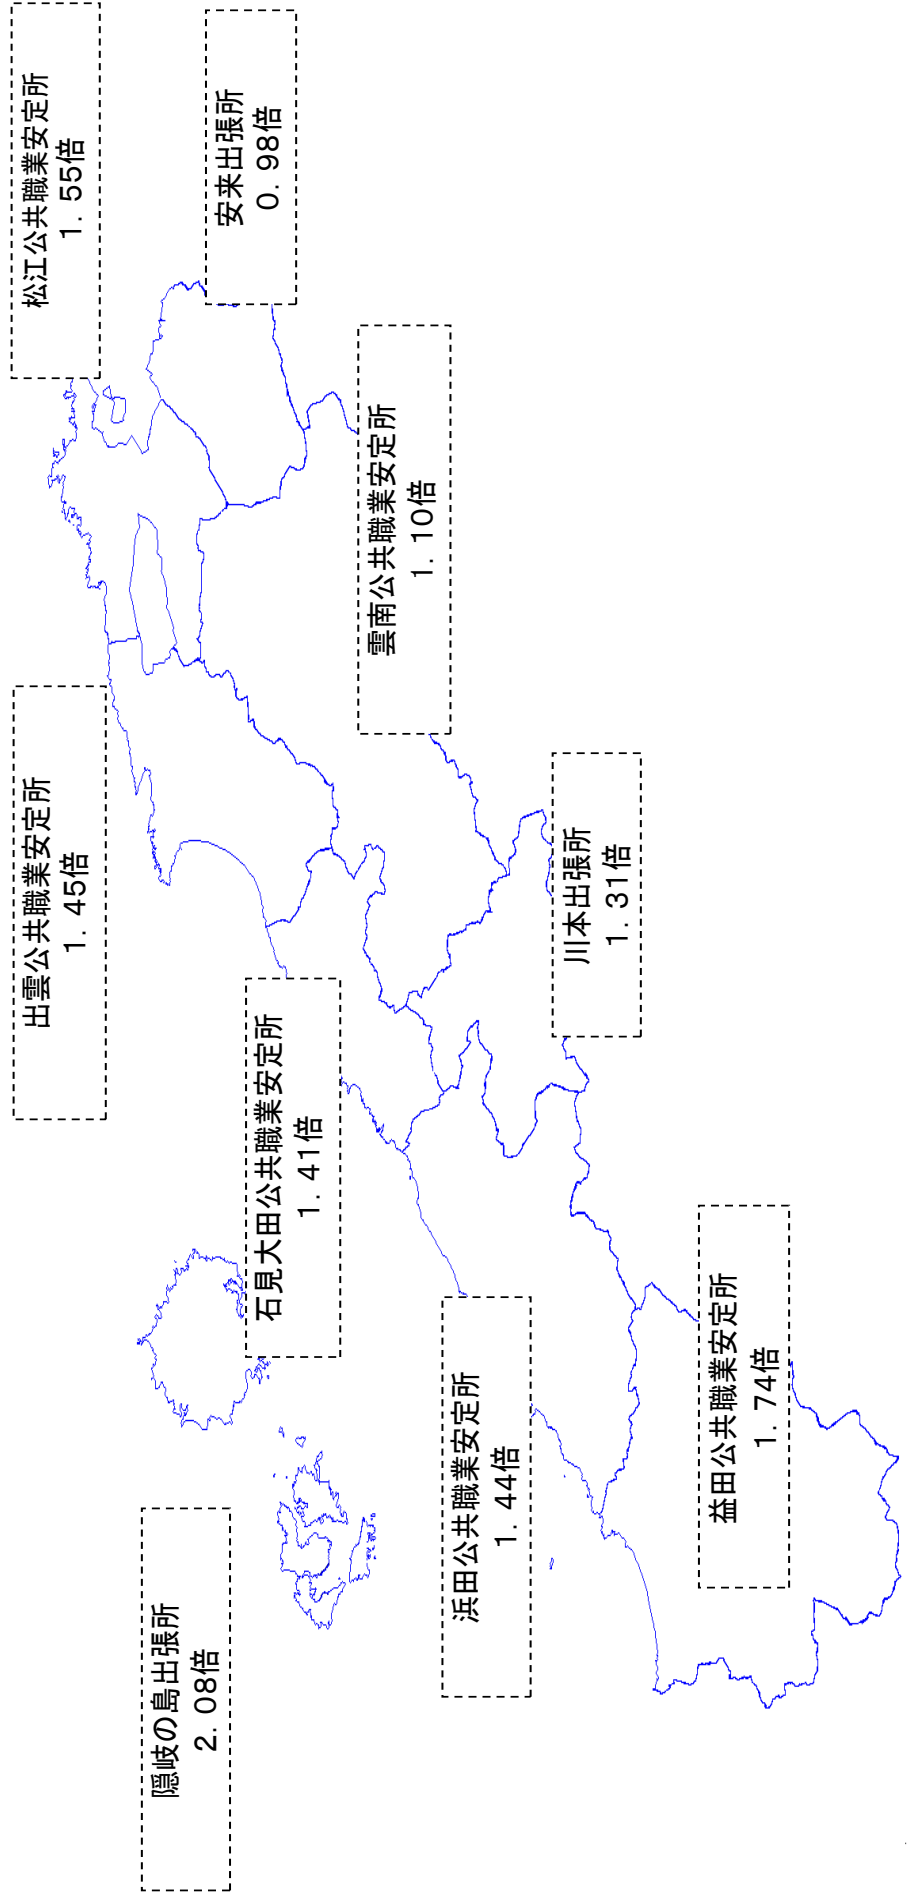 隠岐の島出張所
2. 08倍
出雲公共職業安定所
1. 45倍
松江公共職業安定所
1. 55倍
安来出張所
0. 98倍
石見大田公共職業安定所
1. 41倍
雲南公共職業安定所
1. 10倍
浜田公共職業安定所
1. 44倍
川本出張所
1. 31倍
益田公共職業安定所
1. 74倍